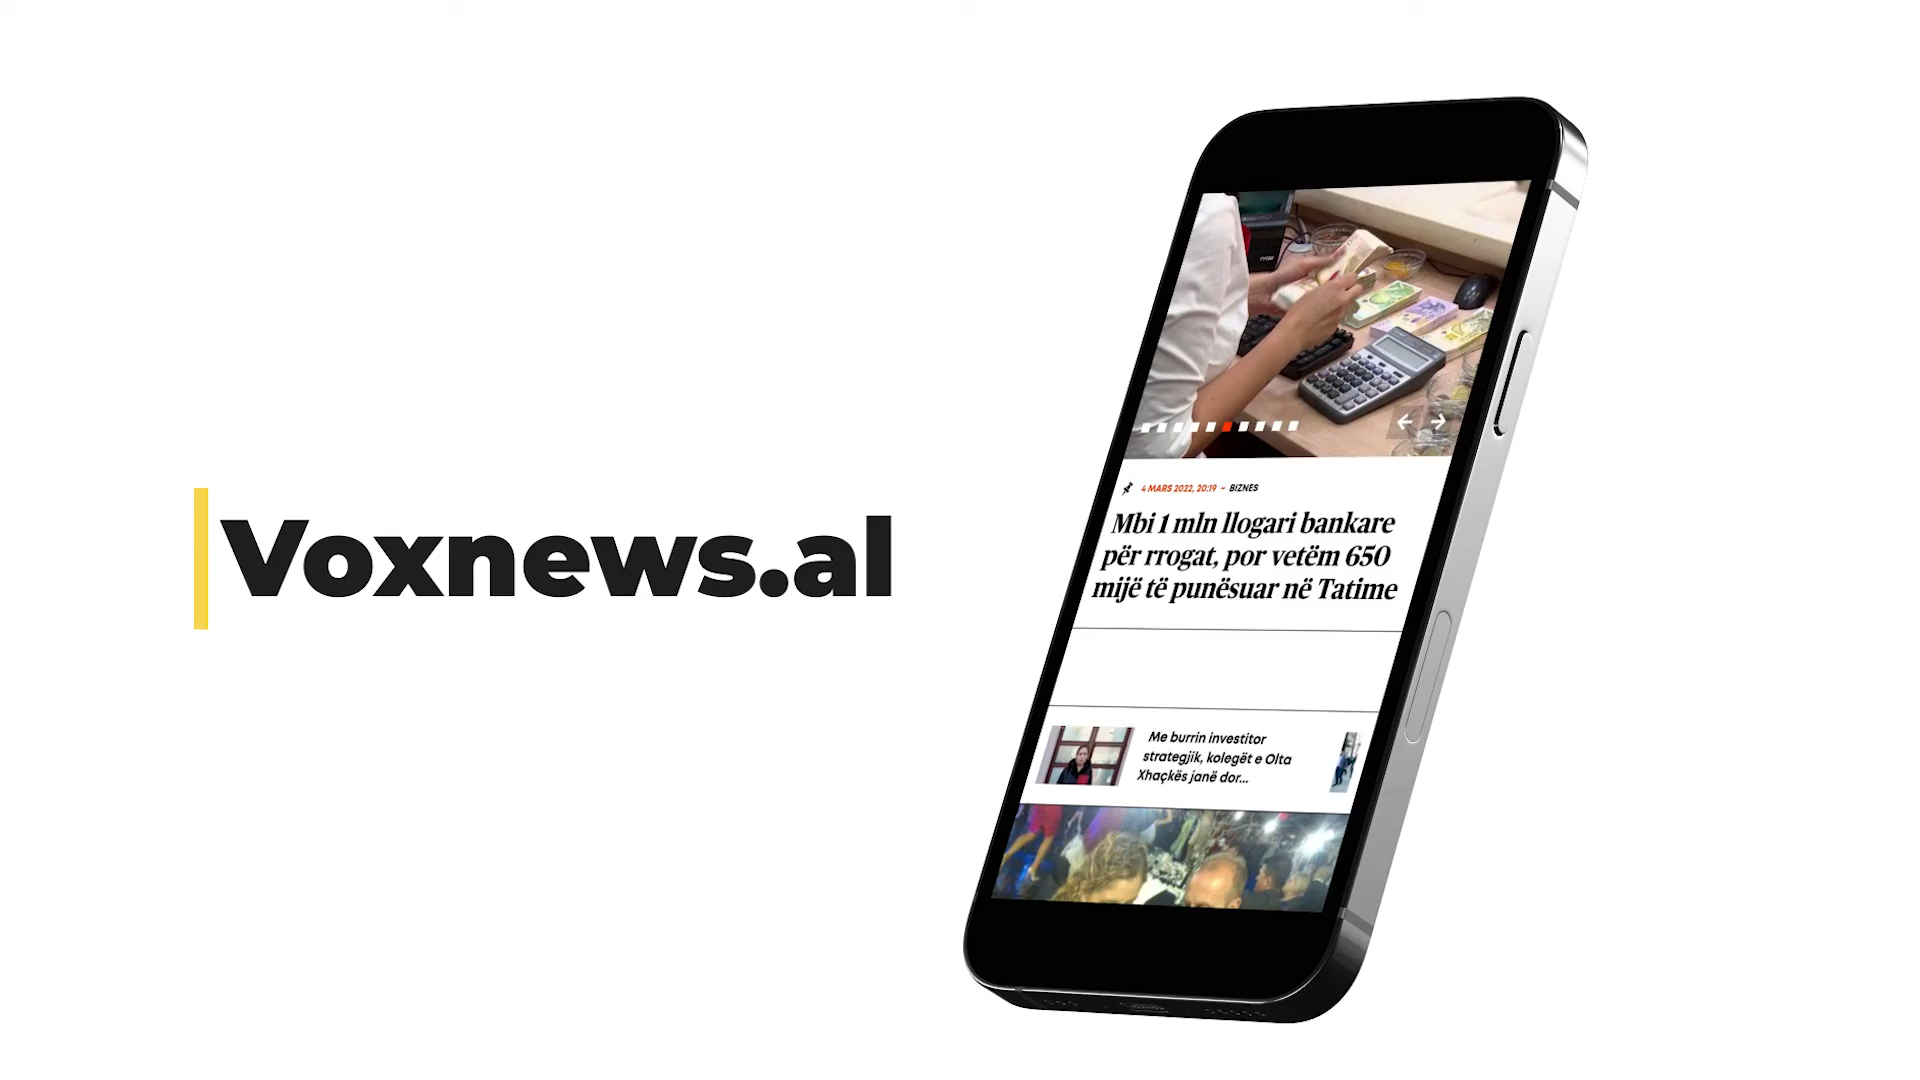 Voxnews.al
4 MARS 2022, 20:19 - BIZNES
Mbi 1 mln llogari bankare
për rrogat, por vetëm 650
mijë të punësuar në Tatime
Me burrin investitor
strategjik, kolegët e Olta
Xhaçkës janë dor...